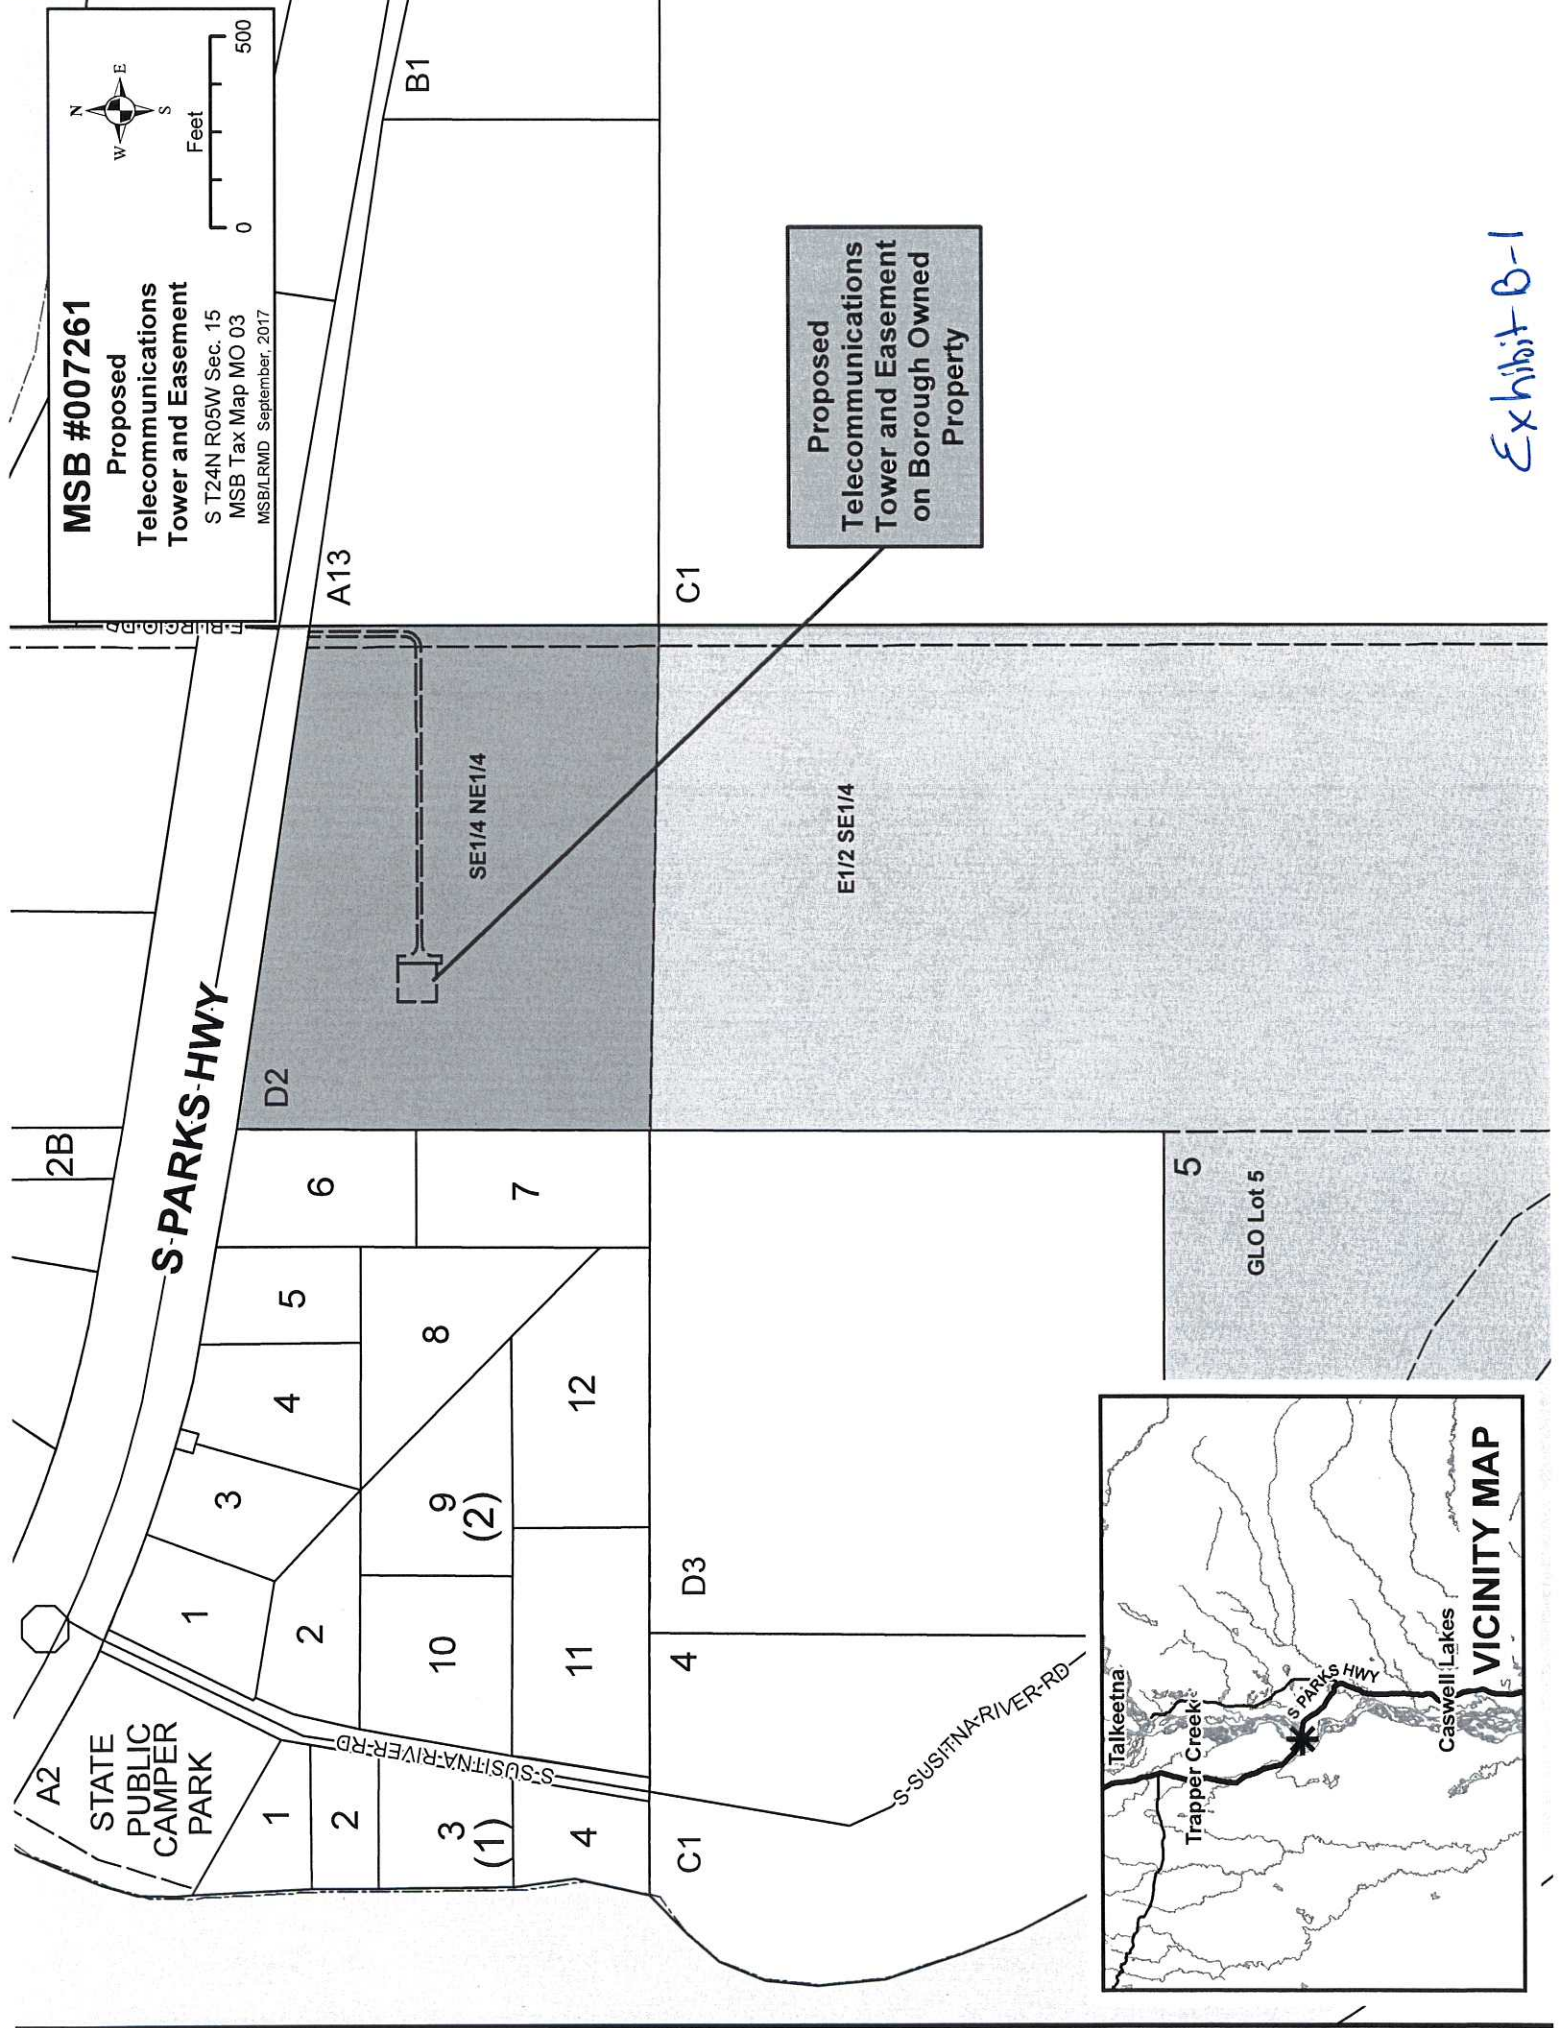 MSB #007261
Proposed
Telecommunications
Tower and Easement
S T24N R05W Sec. 15
MSB Tax Map MO 03
MSB/LRMD September, 2017
N
W
E
S
Feet
0
500
2B
S-PARKS-HWY
A13
B1
D2
SE1/4 NE1/4
C1
Proposed
Telecommunications
Tower and Easement
on Borough Owned
Property
E1/2 SE1/4
A2
STATE
PUBLIC
CAMPER
PARK
1
2
3
(1)
4
S-SUSITNA-RIVER-RD
1
2
3
4
5
6
7
8
9
(2)
10
11
12
C1
4
D3
S-SUSITNA-RIVER-RD
5
GLO Lot 5
Talkeetna
Trapper Creek
S PARKS HWY
Caswell Lakes
S
VICINITY MAP
Exhibit B-1